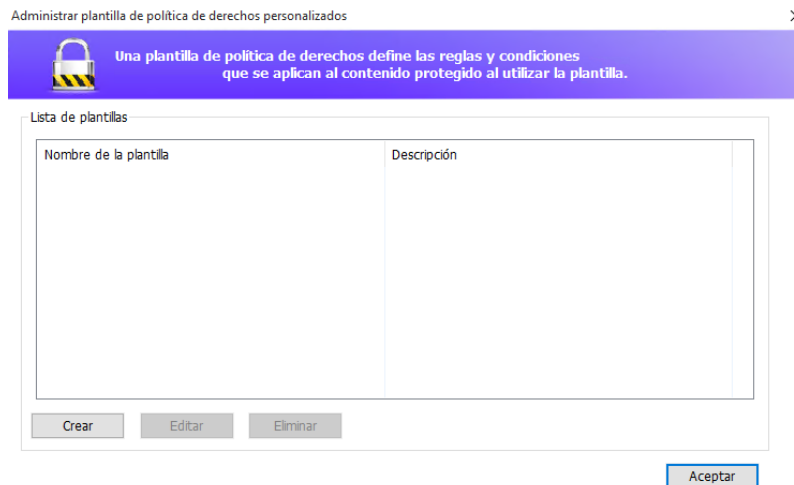 Administrar plantilla de política de derechos personalizados
Una plantilla de política de derechos define las reglas y condiciones
que se aplican al contenido protegido al utilizar la plantilla.
Lista de plantillas
Nombre de la plantilla Descripción
Crear Editar Eliminar
Aceptar